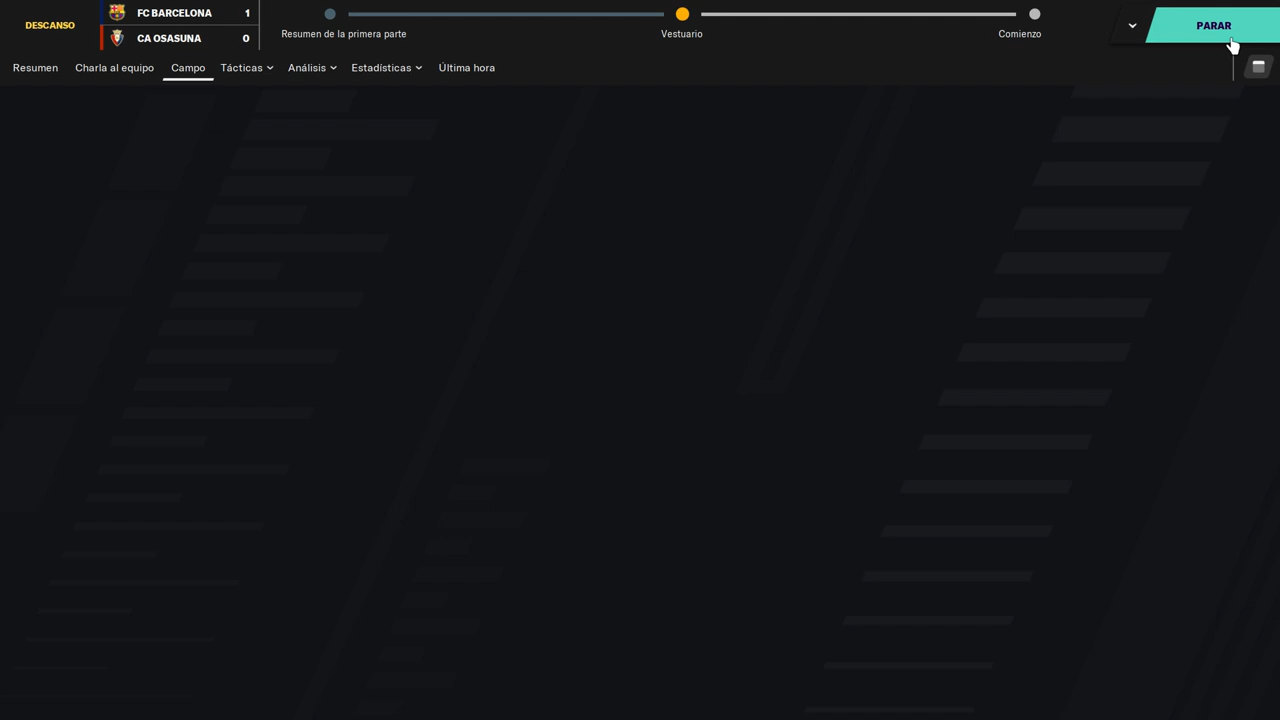 DESCANSO
FC BARCELONA 1
CA OSASUNA 0
Resumen de la primera parte
Vestuario
Comienzo
PARAR
Resumen
Charla al equipo
Campo
Tácticas
Análisis
Estadísticas
Última hora